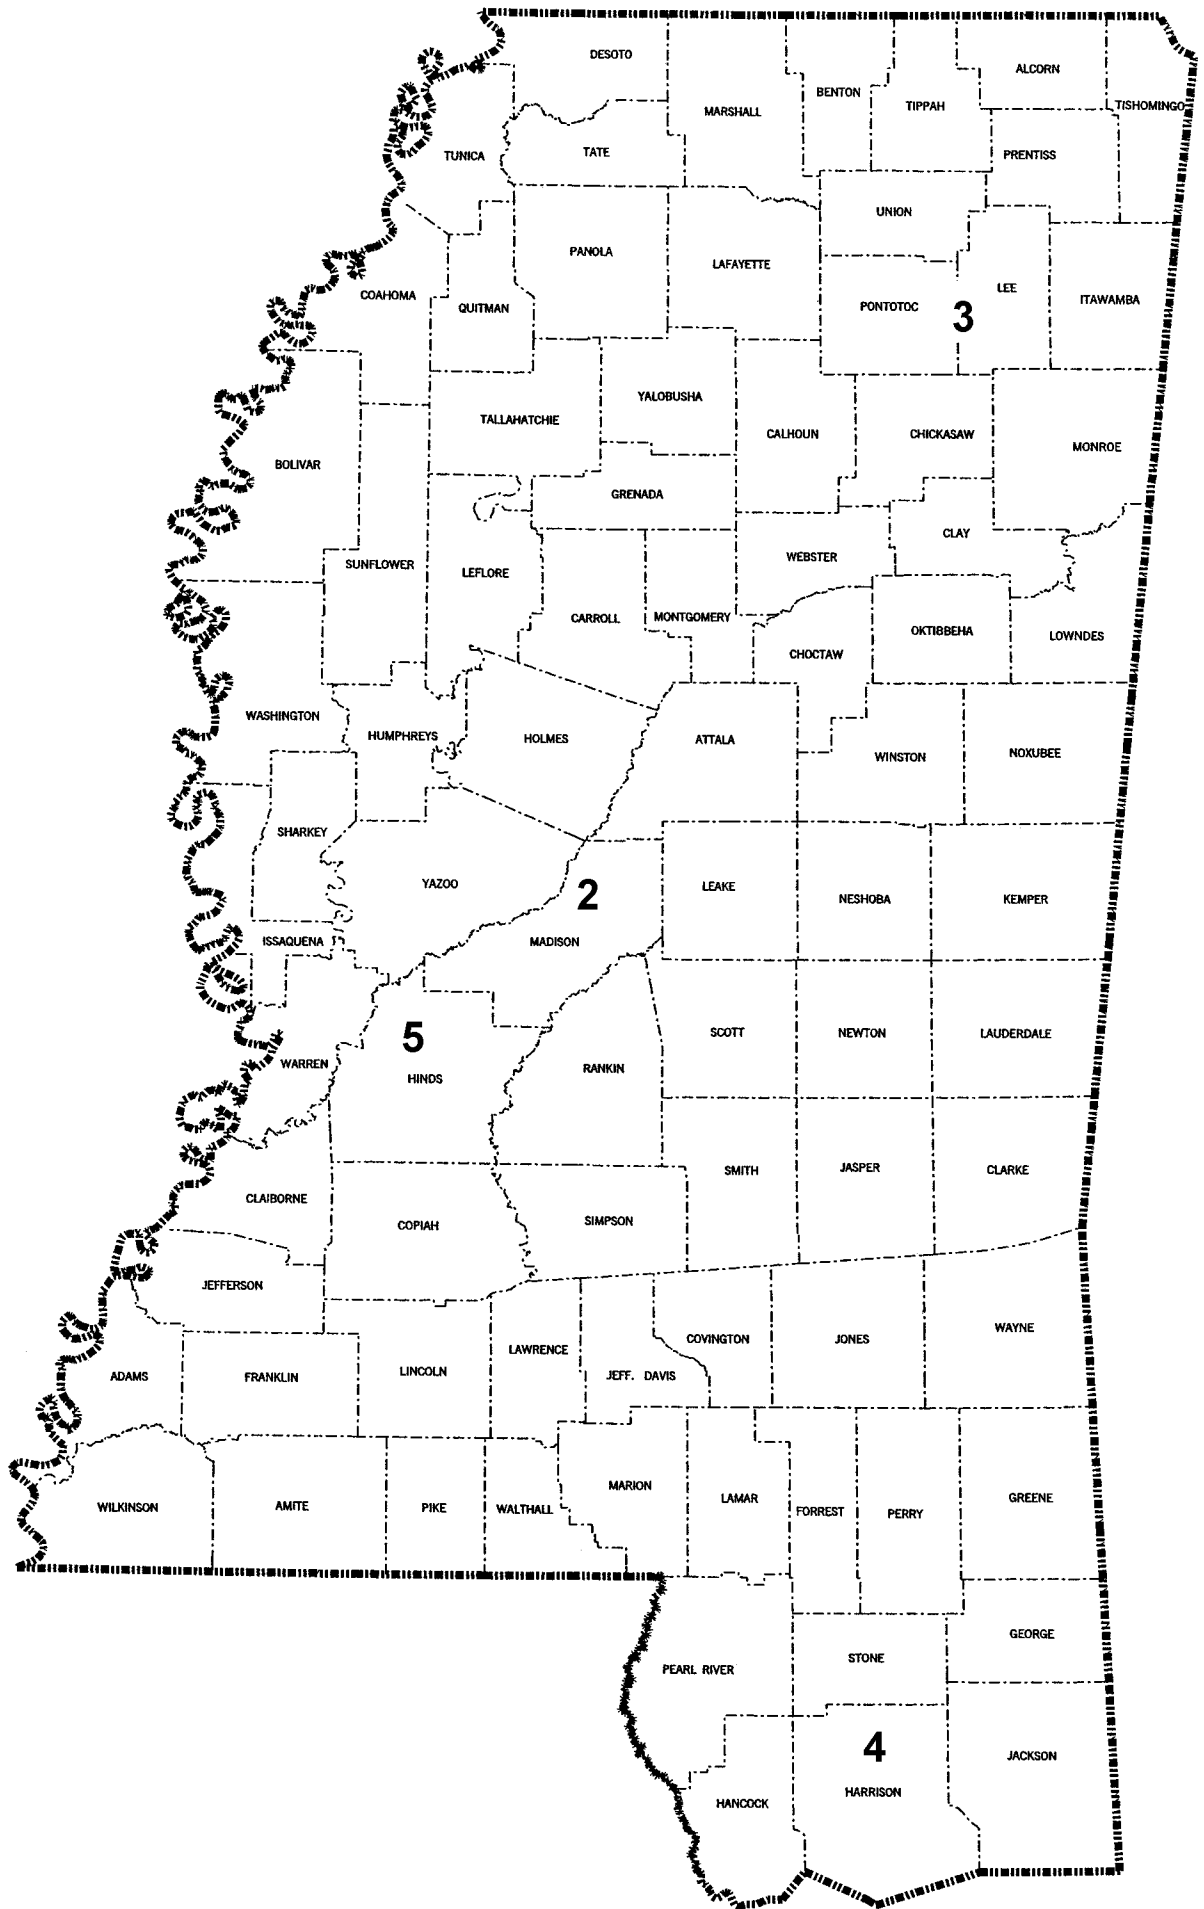 DESOTO
ALCORN
BENTON
MARSHALL
TIPPAH
TISHOMINGO
TUNICA
TATE
PRENTISS
UNION
PANOLA
LAFAYETTE
COAHOMA
QUITMAN
PONTOTOC
3
LEE
ITAWAMBA
TALLAHATCHIE
YALOBUSHA
CALHOUN
CHICKASAW
MONROE
BOLIVAR
GRENADA
CLAY
SUNFLOWER
LEFLORE
WEBSTER
CARROLL
MONTGOMERY
OKTIBBEHA
LOWNDES
CHOCTAW
WASHINGTON
HUMPHREYS
HOLMES
ATTALA
WINSTON
NOXUBEE
SHARKEY
YAZOO
2
LEAKE
NESHOBA
KEMPER
ISSAQUENA
MADISON
5
SCOTT
NEWTON
LAUDERDALE
WARREN
HINDS
RANKIN
SMITH
JASPER
CLARKE
CLAIBORNE
COPIAH
SIMPSON
JEFFERSON
COVINGTON
JONES
WAYNE
ADAMS
FRANKLIN
LINCOLN
LAWRENCE
JEFF. DAVIS
WILKINSON
AMITE
PIKE
WALTHALL
MARION
LAMAR
FORREST
PERRY
GREENE
GEORGE
STONE
PEARL RIVER
4
JACKSON
HARRISON
HANCOCK